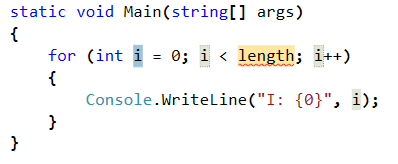 static void Main(string[] args)
{
for (int i = 0; i < length; i++)
{
Console.WriteLine("I: {0}", i);
}
}